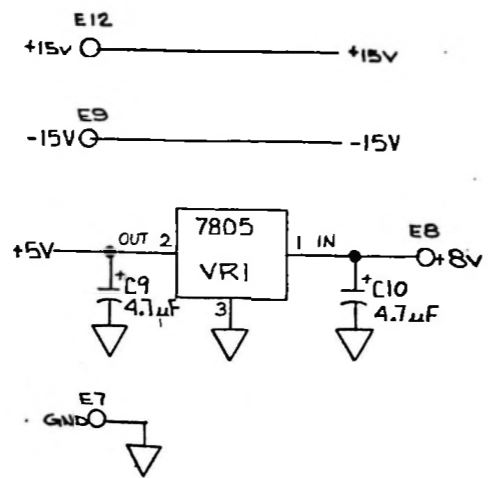 E12
+15v +15v
E9
-15V -15V
+5V OUT 2 7805 1 IN E8 +8v
VR1
+ C9 + C10
4.7µF 3 4.7µF
E7
GND